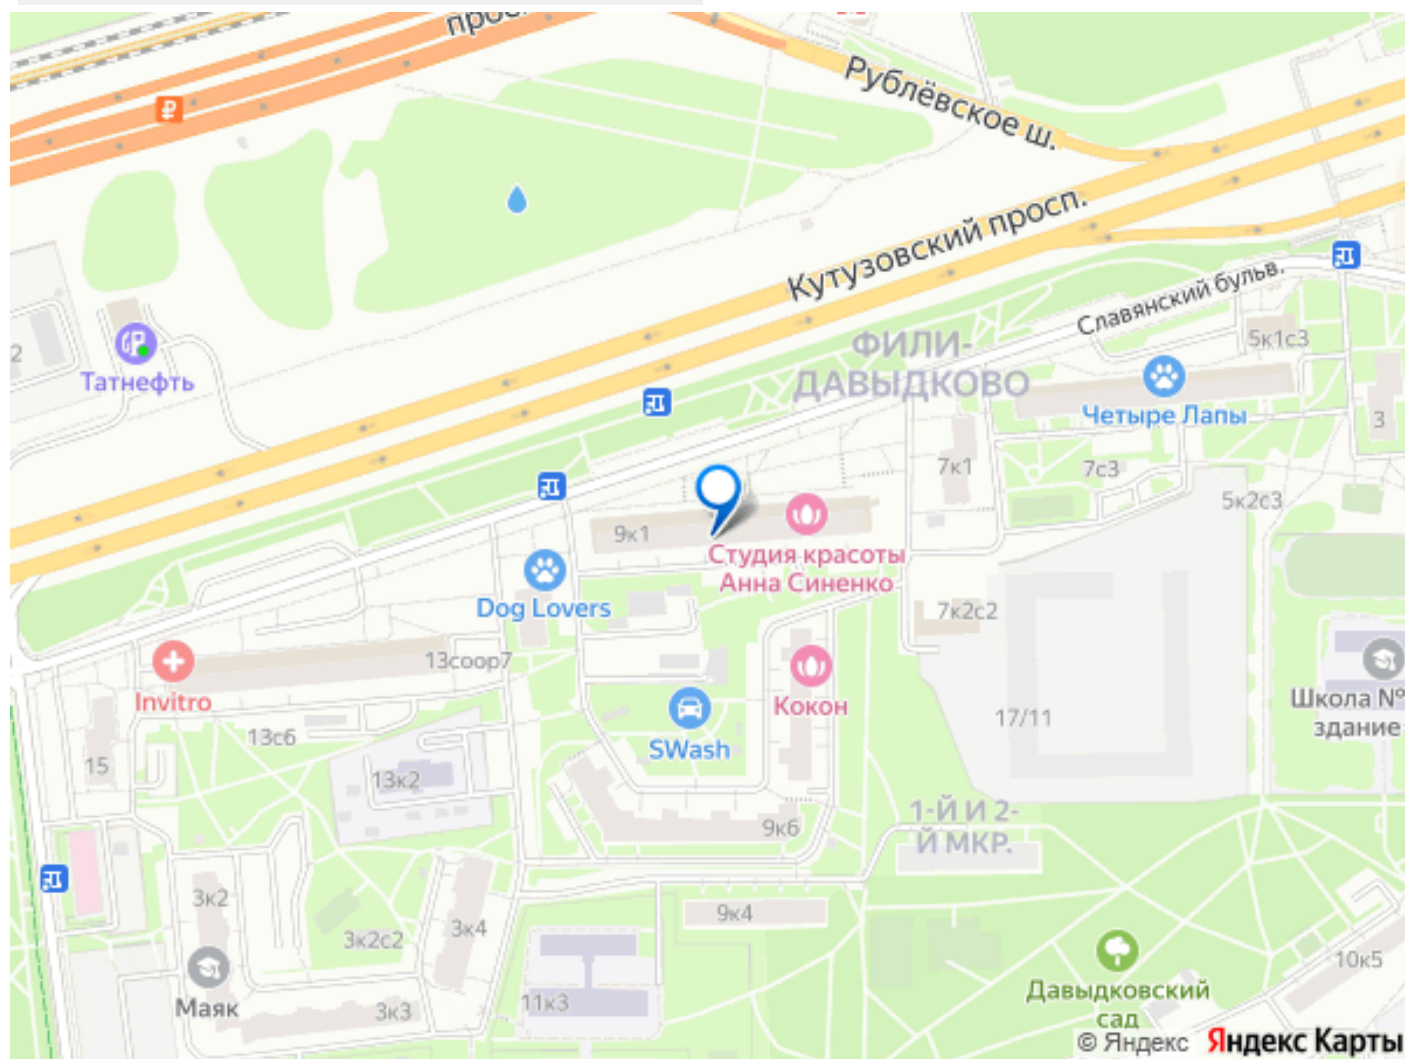 Рублёвское ш.
Кутузовский просп.
Славянский бульв.
ФИЛИ-
ДАВЫДКОВО
5к1с3
Татнефть
Четыре Лапы
3
7к1
7с3
5к2с3
9к1
Студия красоты
Анна Синенко
Dog Lovers
7к2с2
13соор7
Invitro
Кокон
Школа №
здание
17/11
13с6
SWash
15
13к2
1-Й И 2-
Й МКР.
9к6
3к2
9к4
3к4
3к2с2
10к5
Маяк
3к3
11к3
Давыдковский
сад
© Яндекс Яндекс Карты